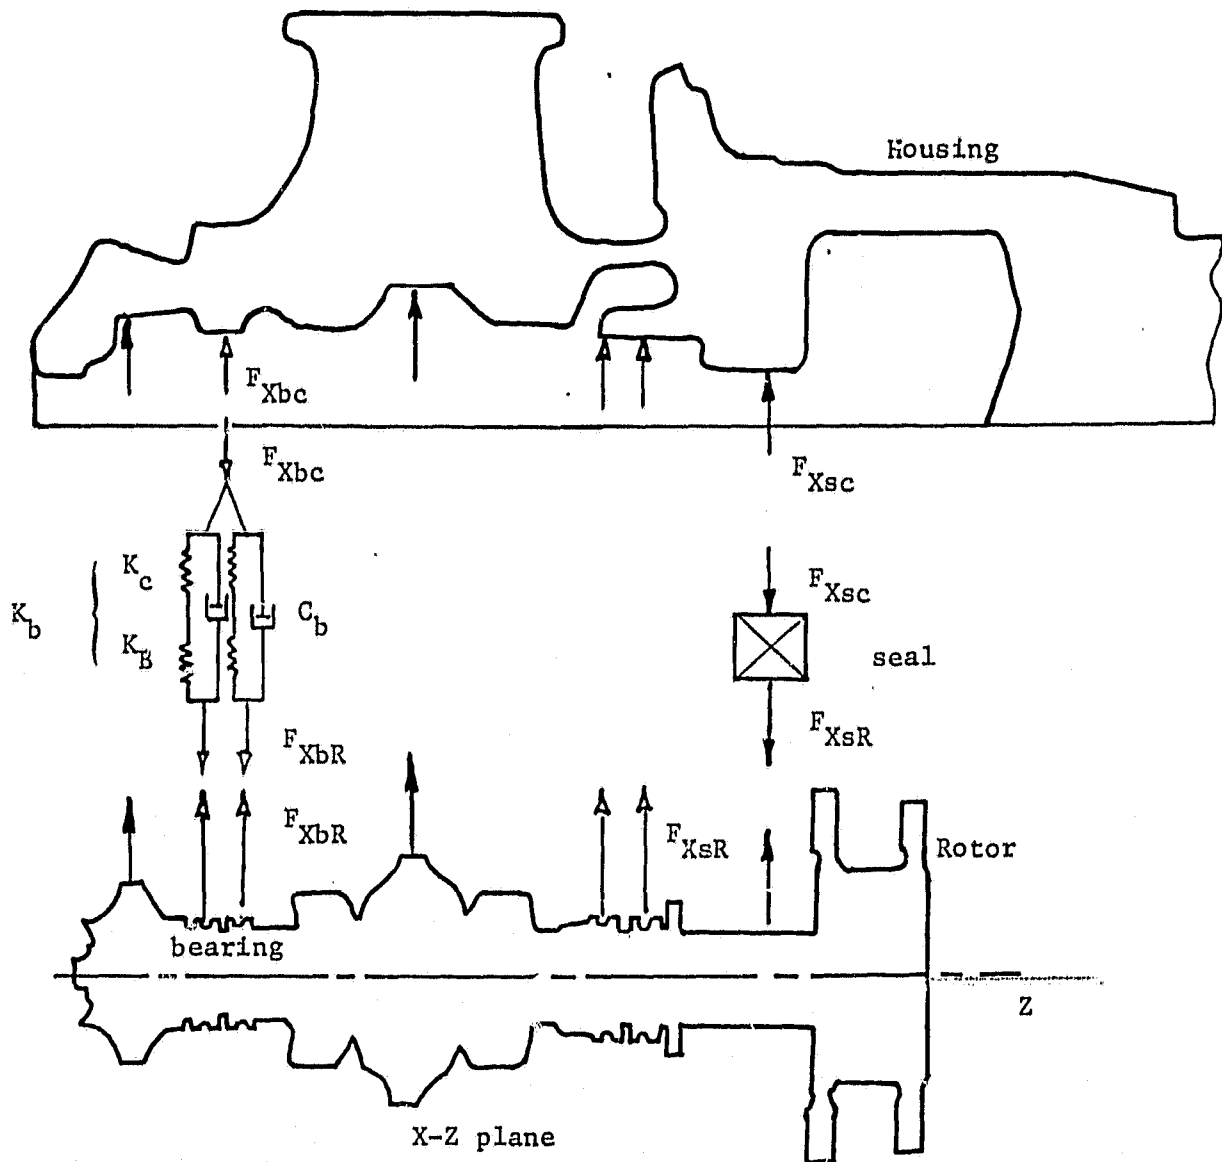 Housing
F_Xbc
F_Xbc
F_Xsc
K_c
F_Xsc
K_b
C_b
K_B
seal
F_XsR
F_XbR
F_XbR
F_XsR
Rotor
bearing
Z
X-Z plane